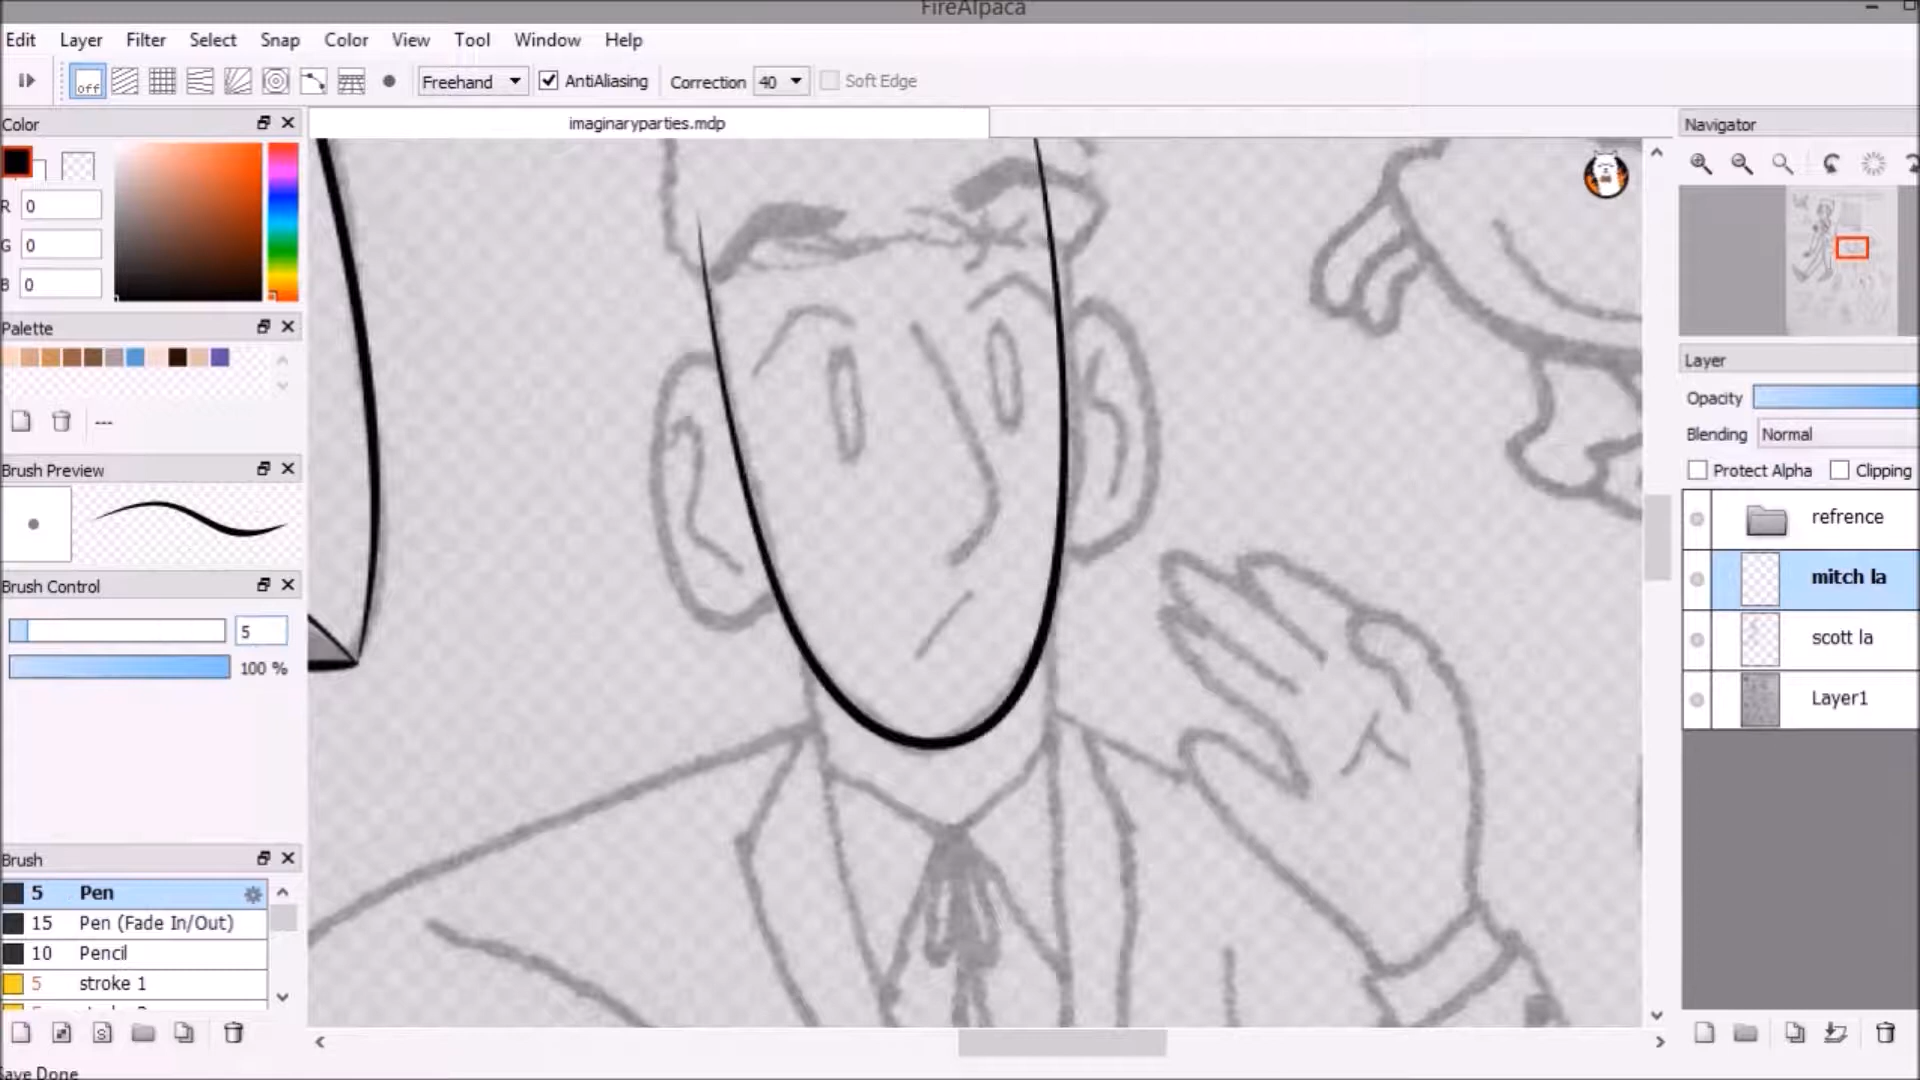 FireAlpaca
Edit Layer Filter Select Snap Color View Tool Window Help
off Freehand AntiAliasing Correction 40 Soft Edge
Color
imaginaryparties.mdp
Navigator
R 0
G 0
B 0
Palette
---
Layer
Opacity
Blending Normal
Protect Alpha Clipping
Brush Preview
refrence
mitch la
scott la
Layer1
Brush Control
5
100 %
Brush
5 Pen
15 Pen (Fade In/Out)
10 Pencil
5 stroke 1
S
Save Done